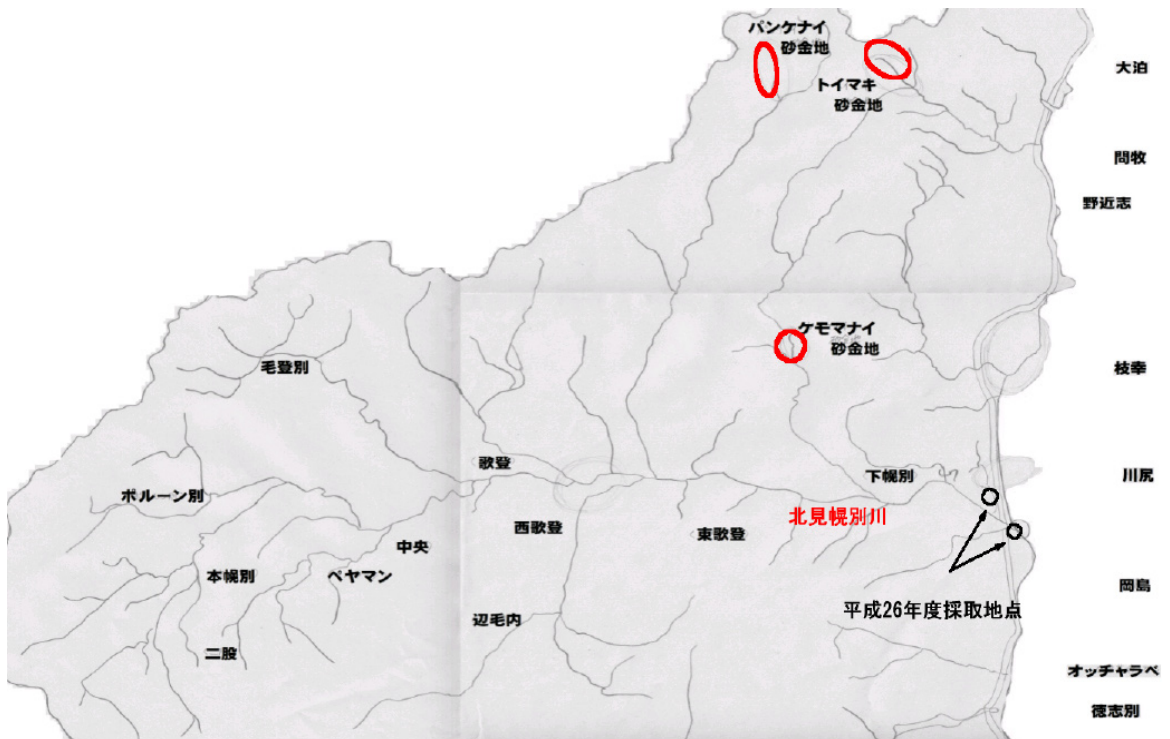 パンケナイ
砂金地
大泊
トイマキ
砂金地
問牧
野近志
ケモマナイ
砂金地
毛登別
枝幸
歌登
下幌別
川尻
ポルーン別
北見幌別川
西歌登
東歌登
中央
本幌別
ペヤマン
岡島
平成26年度採取地点
辺毛内
二股
オッチャラベ
徳志別